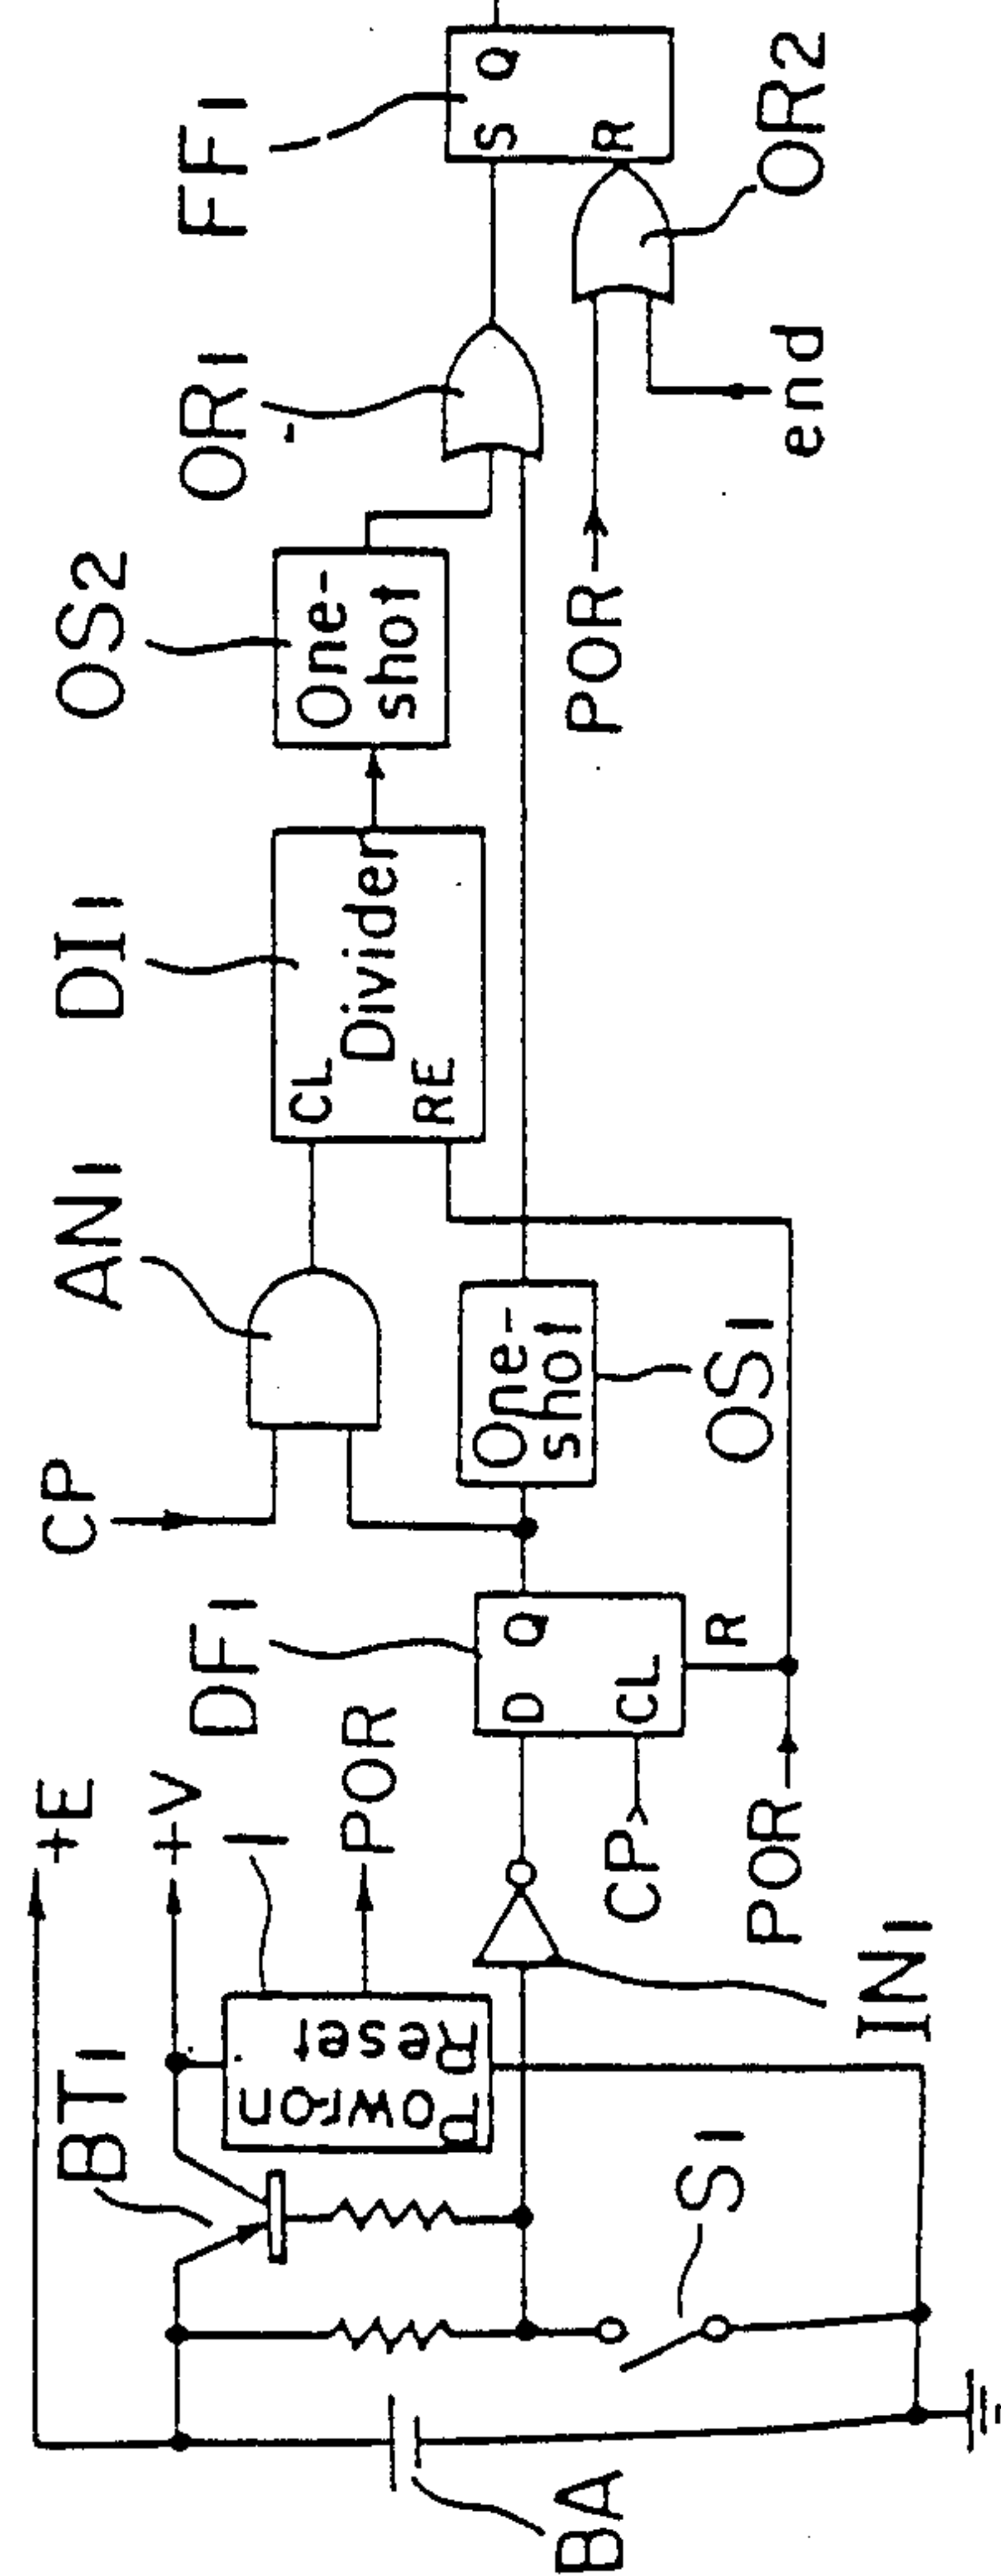 +E
+V
BT1
1
Powr-on
Reset
POR
BA
S1
IN1
DF1
D
Q
CL
R
CP
POR
CP
AN1
One-
shot
OS1
DI1
CL
Divider
RE
OS2
One-
shot
OR1
POR
end
OR2
FF1
S
Q
R